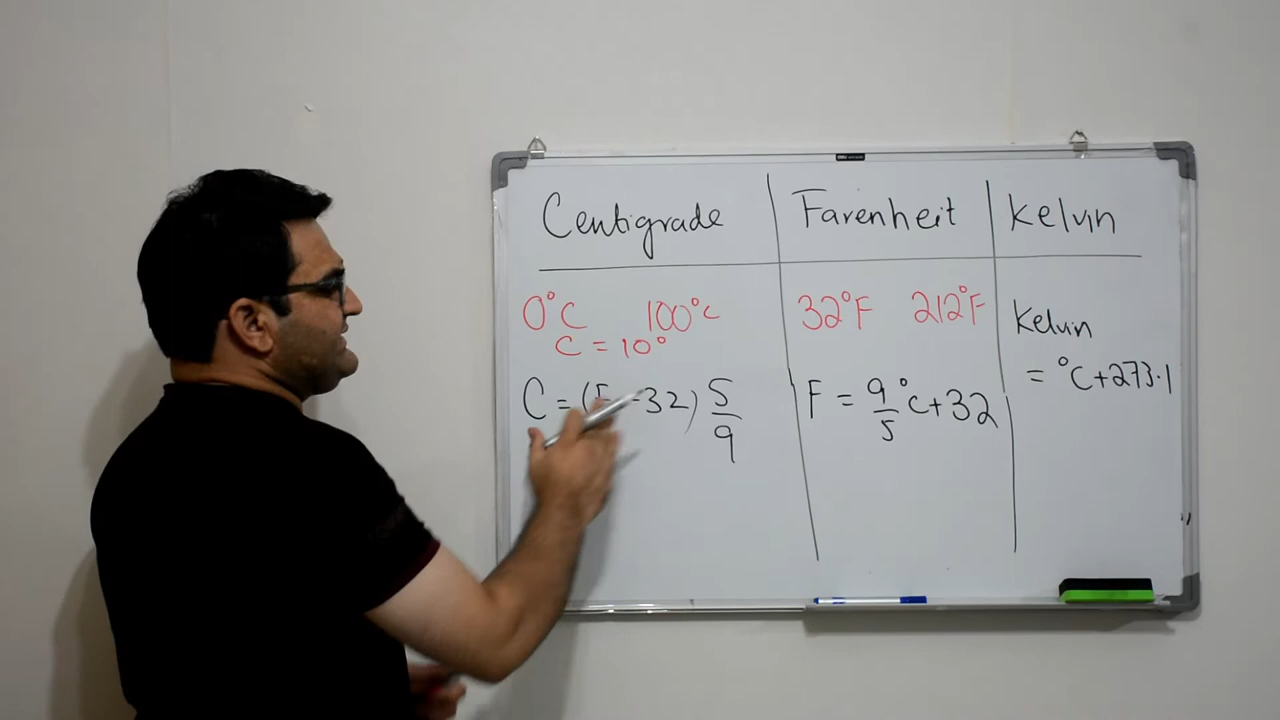 Centigrade
Farenheit
Kelvin
0°C 100°C
C = 10°
C = (F -32) 5/9
32°F 212°F
F = 9/5 °C+32
Kelvin
= °C+273.1